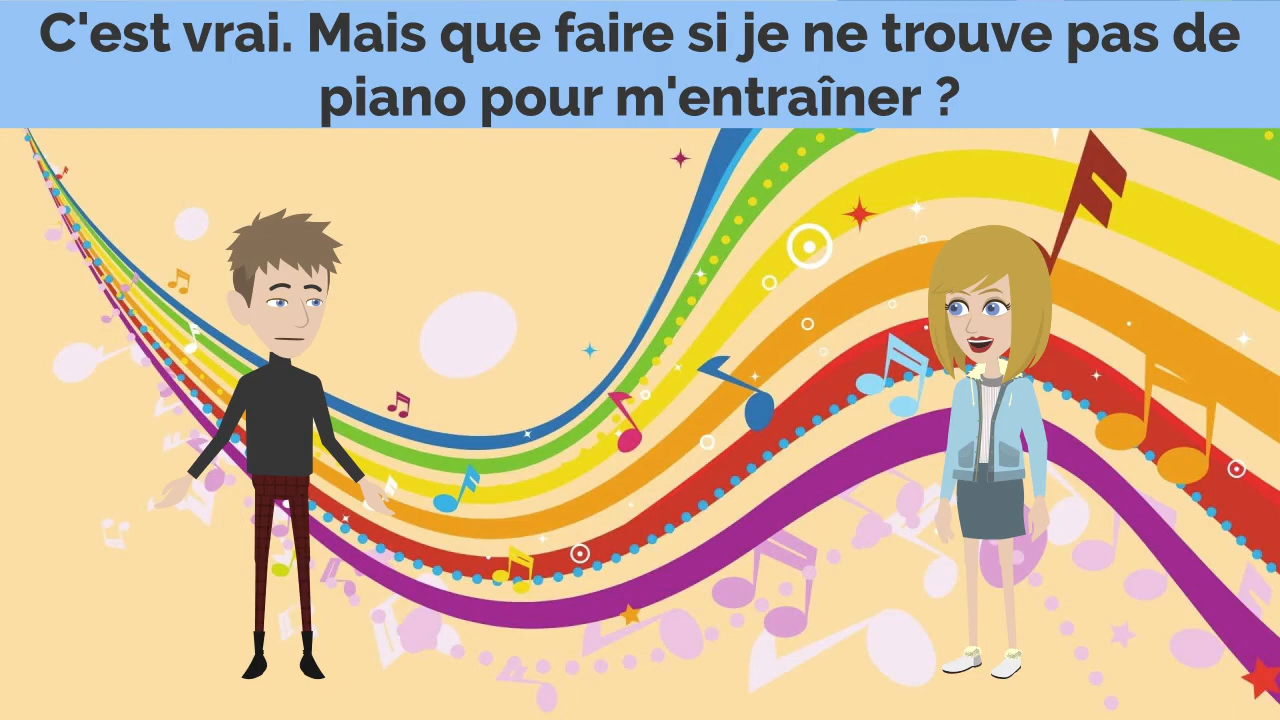 C'est vrai. Mais que faire si je ne trouve pas de
piano pour m'entraîner ?